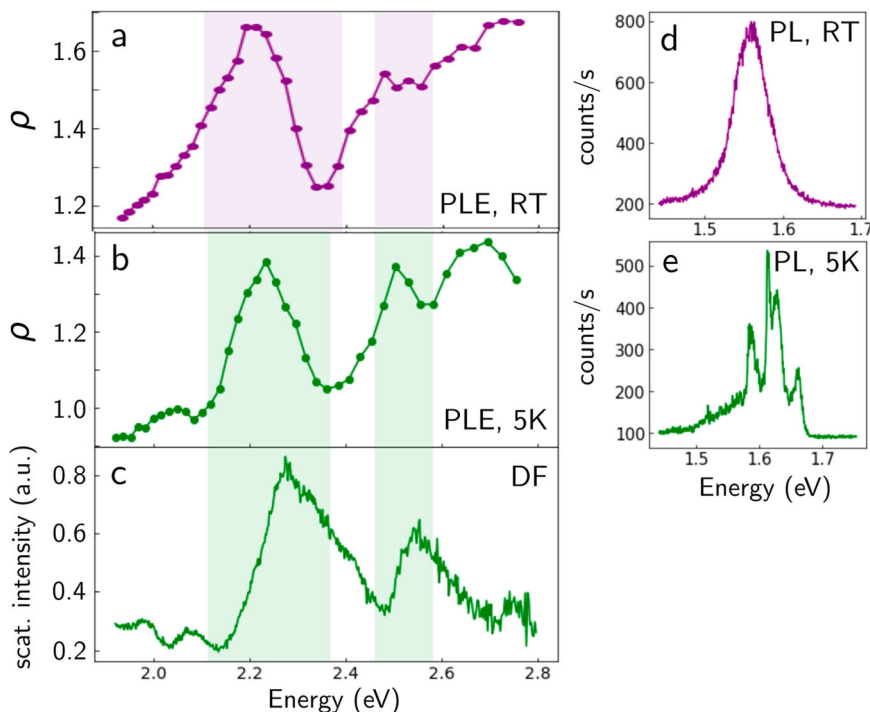 a
1.6
1.4
1.2
ρ
PLE, RT
b
1.4
1.2
1.0
ρ
PLE, 5K
c
DF
0.8
0.6
0.4
0.2
scat. intensity (a.u.)
2.0 2.2 2.4 2.6 2.8
Energy (eV)
d
PL, RT
800
600
400
200
counts/s
1.5 1.6 1.7
e
PL, 5K
500
400
300
200
100
counts/s
1.5 1.6 1.7
Energy (eV)